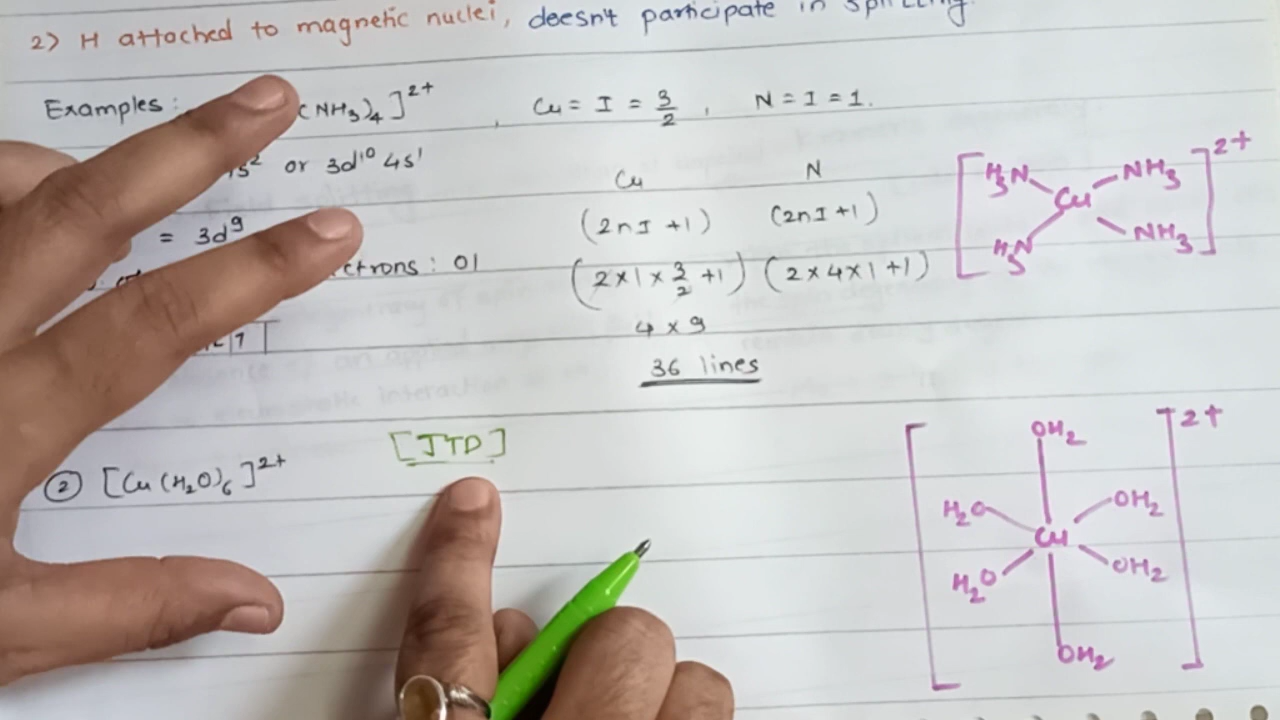 2) H attached to magnetic nuclei, deesn't participate in splitting.
Examples: (NH₃)₄]²⁺ , Cu = I = 3/2 , N = I = 1.
s² or 3d¹⁰ 4s¹
= 3d⁹
ctrons : 01
1
Cu N
(2nI +1) (2nI +1)
(2 x 1 x 3/2 +1) (2 x 4 x 1 +1)
4 x 9
36 lines
[H₃N H₃N Cu NH₃ NH₃]²⁺
② [Cu(H₂O)₆]²⁺ [JTD]
[OH₂
H₂O OH₂
Cu
H₂O OH₂
OH₂]²⁺